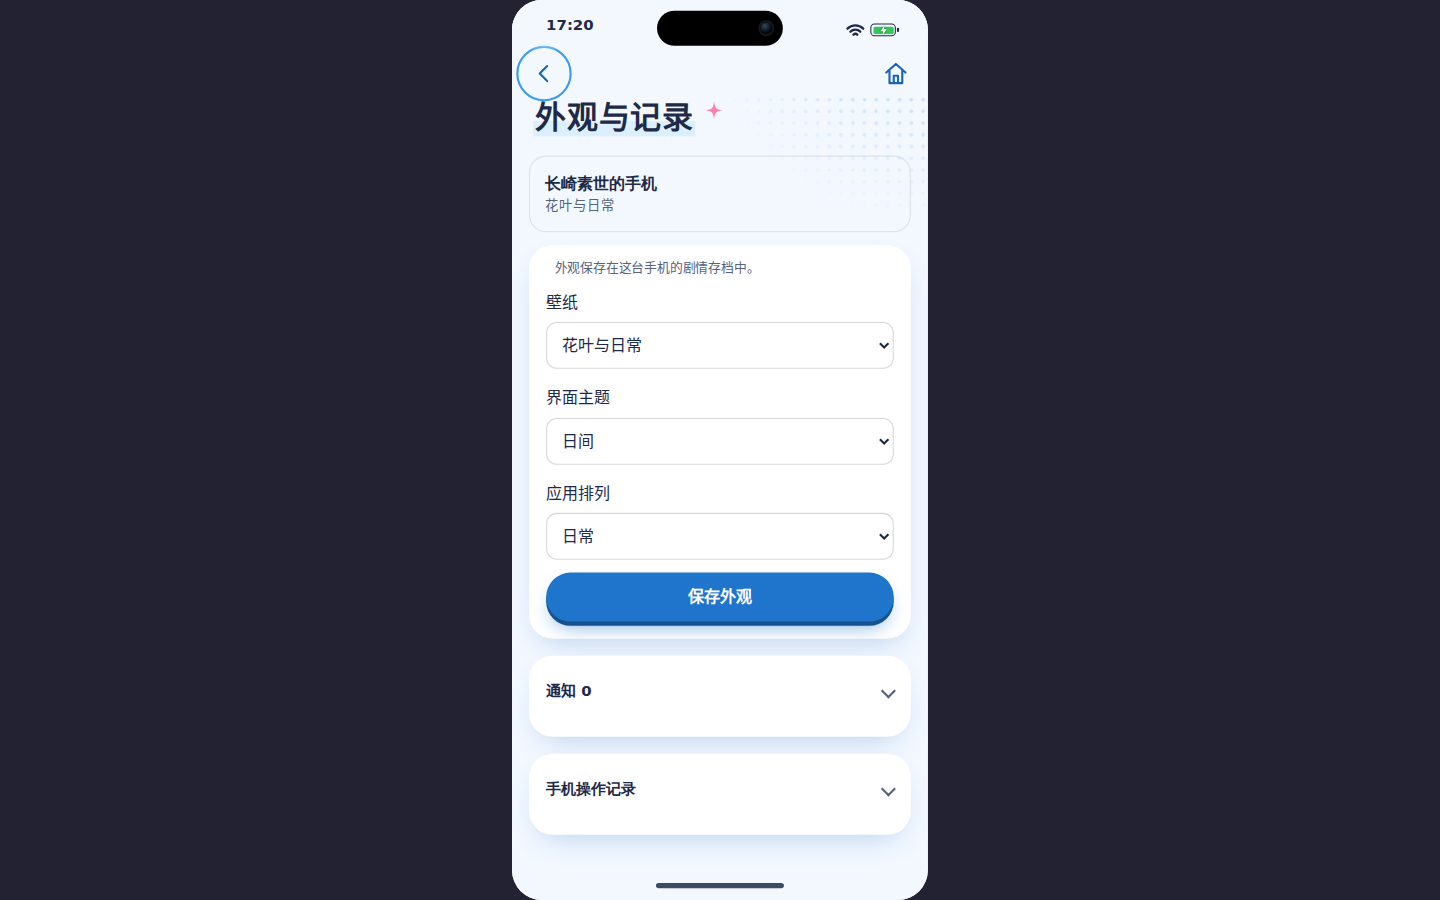 17:20
外观与记录
长崎素世的手机
花叶与日常
外观保存在这台手机的剧情存档中。
壁纸
花叶与日常
界面主题
日间
应用排列
日常
保存外观
通知 0
手机操作记录